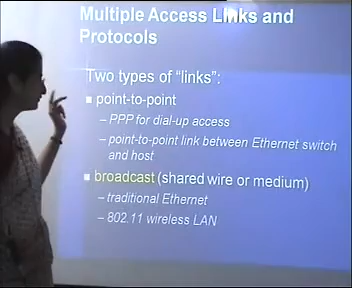 Multiple Access Links and
Protocols
Two types of “links”:
■ point-to-point
– PPP for dial-up access
– point-to-point link between Ethernet switch
and host
■ broadcast (shared wire or medium)
– traditional Ethernet
– 802.11 wireless LAN